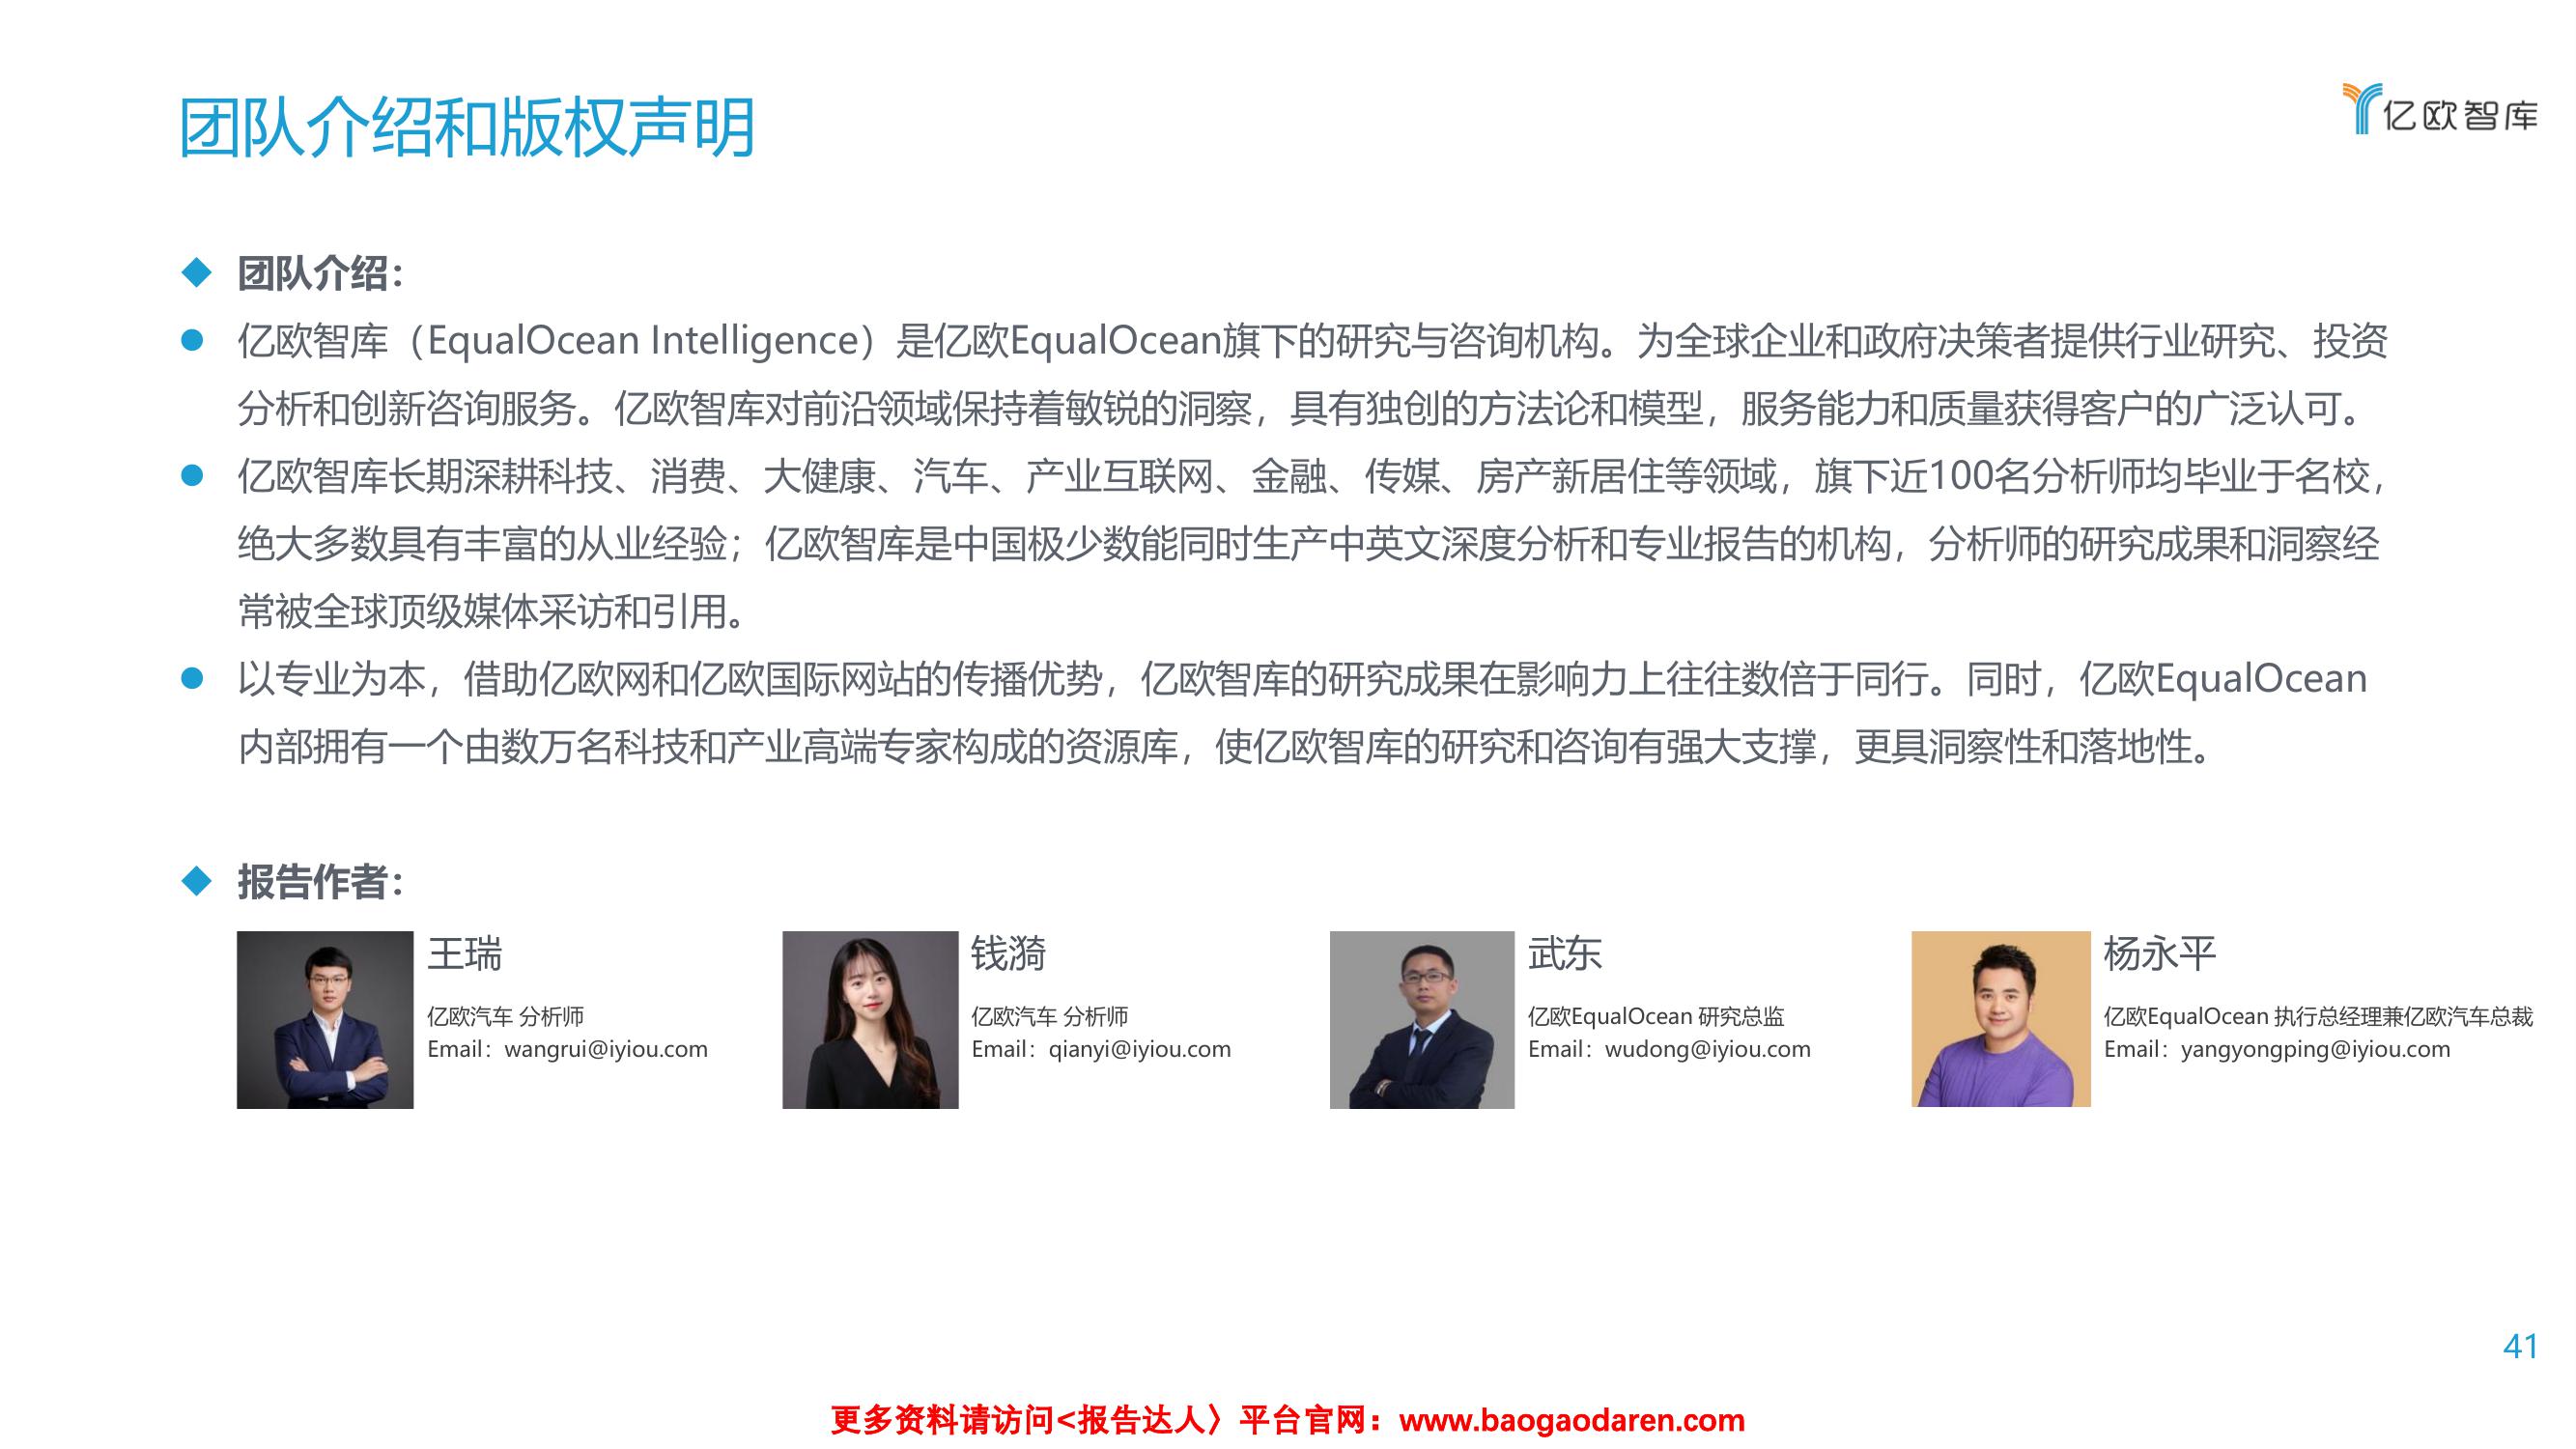 团队介绍和版权声明
亿欧智库
团队介绍：
亿欧智库（EqualOcean Intelligence）是亿欧EqualOcean旗下的研究与咨询机构。为全球企业和政府决策者提供行业研究、投资
分析和创新咨询服务。亿欧智库对前沿领域保持着敏锐的洞察，具有独创的方法论和模型，服务能力和质量获得客户的广泛认可。
亿欧智库长期深耕科技、消费、大健康、汽车、产业互联网、金融、传媒、房产新居住等领域，旗下近100名分析师均毕业于名校，
绝大多数具有丰富的从业经验；亿欧智库是中国极少数能同时生产中英文深度分析和专业报告的机构，分析师的研究成果和洞察经
常被全球顶级媒体采访和引用。
以专业为本，借助亿欧网和亿欧国际网站的传播优势，亿欧智库的研究成果在影响力上往往数倍于同行。同时，亿欧EqualOcean
内部拥有一个由数万名科技和产业高端专家构成的资源库，使亿欧智库的研究和咨询有强大支撑，更具洞察性和落地性。
报告作者：
王瑞
亿欧汽车 分析师
Email：wangrui@iyiou.com
钱漪
亿欧汽车 分析师
Email：qianyi@iyiou.com
武东
亿欧EqualOcean 研究总监
Email：wudong@iyiou.com
杨永平
亿欧EqualOcean 执行总经理兼亿欧汽车总裁
Email：yangyongping@iyiou.com
41
更多资料请访问<报告达人〉平台官网：www.baogaodaren.com